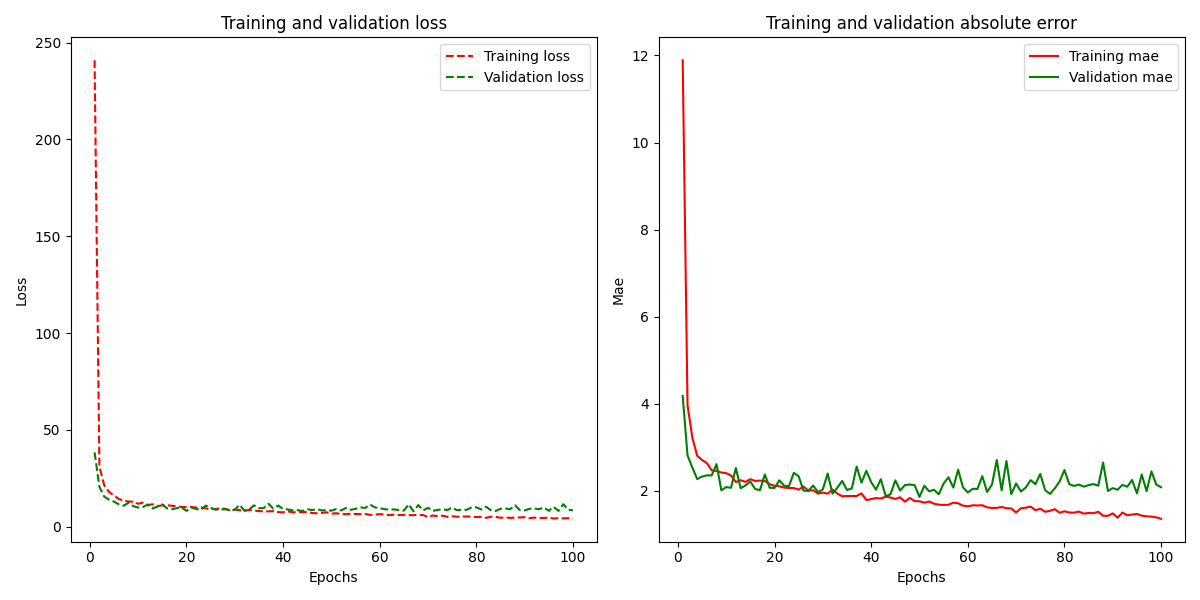 Training and validation loss
250
200
150
100
50
0
Loss
0 20 40 60 80 100
Epochs
Training loss
Validation loss
Training and validation absolute error
12
10
8
6
4
2
Mae
0 20 40 60 80 100
Epochs
Training mae
Validation mae